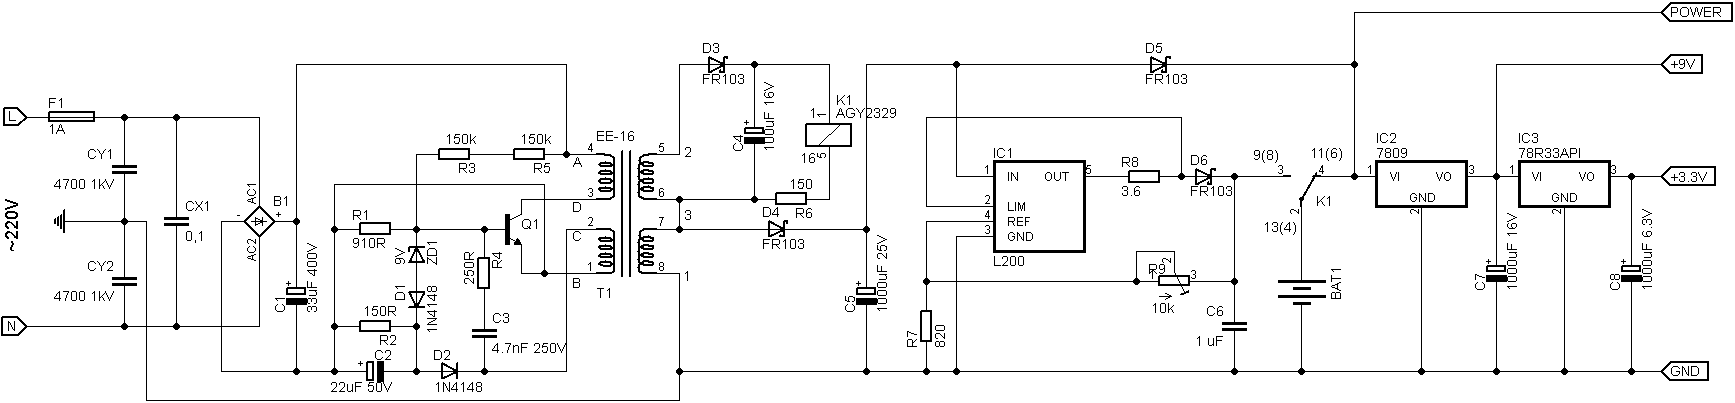 POWER
D3
FR103
D5
FR103
+9V
F1
L
1A
K1
AGY2329
1
1
16
5
C4
100uF 16V
CY1
4700 1kV
150k
R3
150k
R5
A
EE-16
4
5
2
3
6
D
150
R6
3
IC1
1
IN
OUT
5
2
LIM
4
REF
3
GND
L200
R8
3.6
D6
FR103
9(8)
3
11(6)
4
K1
2
13(4)
IC2
7809
1
VI
VO
3
GND
2
IC3
78R33API
1
VI
VO
3
GND
2
+3.3V
~220V
AC1
B1
-
+
AC2
CX1
0,1
R1
910R
Q1
2
C
7
D4
FR103
9V
ZD1
250R
R4
1
B
8
1
T1
CY2
4700 1kV
C1
33uF 400V
D1
1N4148
150R
R2
C3
4.7nF 250V
C5
1000uF 25V
R9
2
3
10k
R7
820
C6
1 uF
BAT1
C7
1000uF 16V
C8
1000uF 6.3V
N
C2
22uF 50V
D2
1N4148
GND